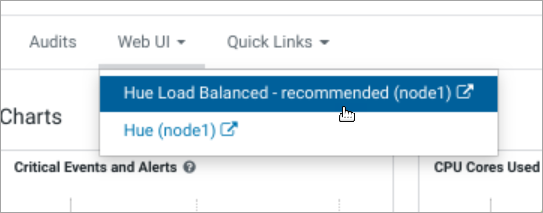 Audits Web UI Quick Links
Hue Load Balanced - recommended (node1)
Hue (node1)
Charts
Critical Events and Alerts
CPU Cores Used